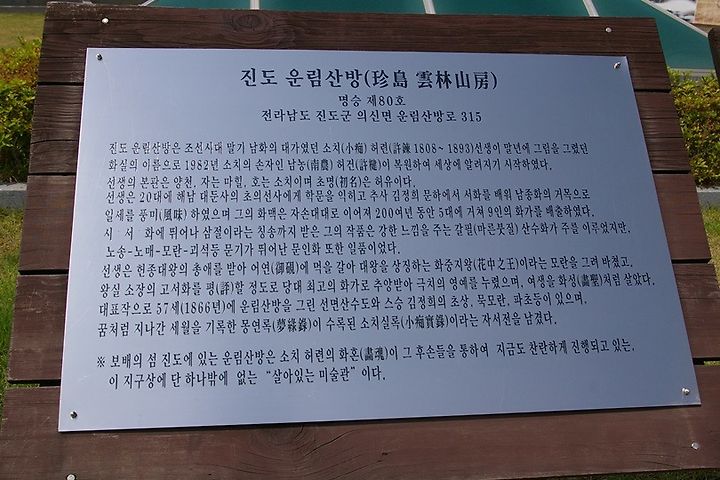 진도 운림산방(珍島 雲林山房)
명승 제80호
전라남도 진도군 의신면 운림산방로 315
진도 운림산방은 조선시대 말기 남화의 대가였던 소치(小痴) 허련(許鍊 1808~ 1893)선생이 말년에 그림을 그렸던
화실의 이름으로 1982년 소치의 손자인 남농(南農) 허건(許楗)이 복원하여 세상에 알려지기 시작하였다.
선생의 본관은 양천, 자는 마힐, 호는 소치이며 초명(初名)은 허유이다.
선생은 20대에 해남 대둔사의 초의선사에게 학문을 익히고 추사 김정희 문하에서 서화를 배워 남종화의 거목으로
일세를 풍미(風味) 하였으며 그의 화맥은 자손대대로 이어져 200여년 동안 5대에 거쳐 9인의 화가를 배출하였다.
시 서 화에 뛰어나 삼절이라는 칭송까지 받은 그의 작품은 강한 느낌을 주는 갈필(마른붓질) 산수화가 주를 이루었지만,
노송·노매·모란·괴석등 문기가 뛰어난 문인화 또한 일품이었다.
선생은 헌종대왕의 총애를 받아 어연(御硯)에 먹을 갈아 대왕을 상징하는 화중지왕(花中之王)이라는 모란을 그려 바쳤고,
왕실 소장의 고서화를 평(評)할 정도로 당대 최고의 화가로 추앙받아 극치의 영예를 누렸으며, 여생을 화성(畵聖)처럼 살았다.
대표작으로 57세(1866년)에 운림산방을 그린 선면산수도와 스승 김정희의 초상, 묵모란, 파초등이 있으며,
꿈처럼 지나간 세월을 기록한 몽연록(夢緣錄)이 수록된 소치실록(小痴實錄)이라는 자서전을 남겼다.
※ 보배의 섬 진도에 있는 운림산방은 소치 허련의 화혼(畵魂)이 그 후손들을 통하여 지금도 찬란하게 진행되고 있는,
이 지구상에 단 하나밖에 없는 “살아있는 미술관” 이다.